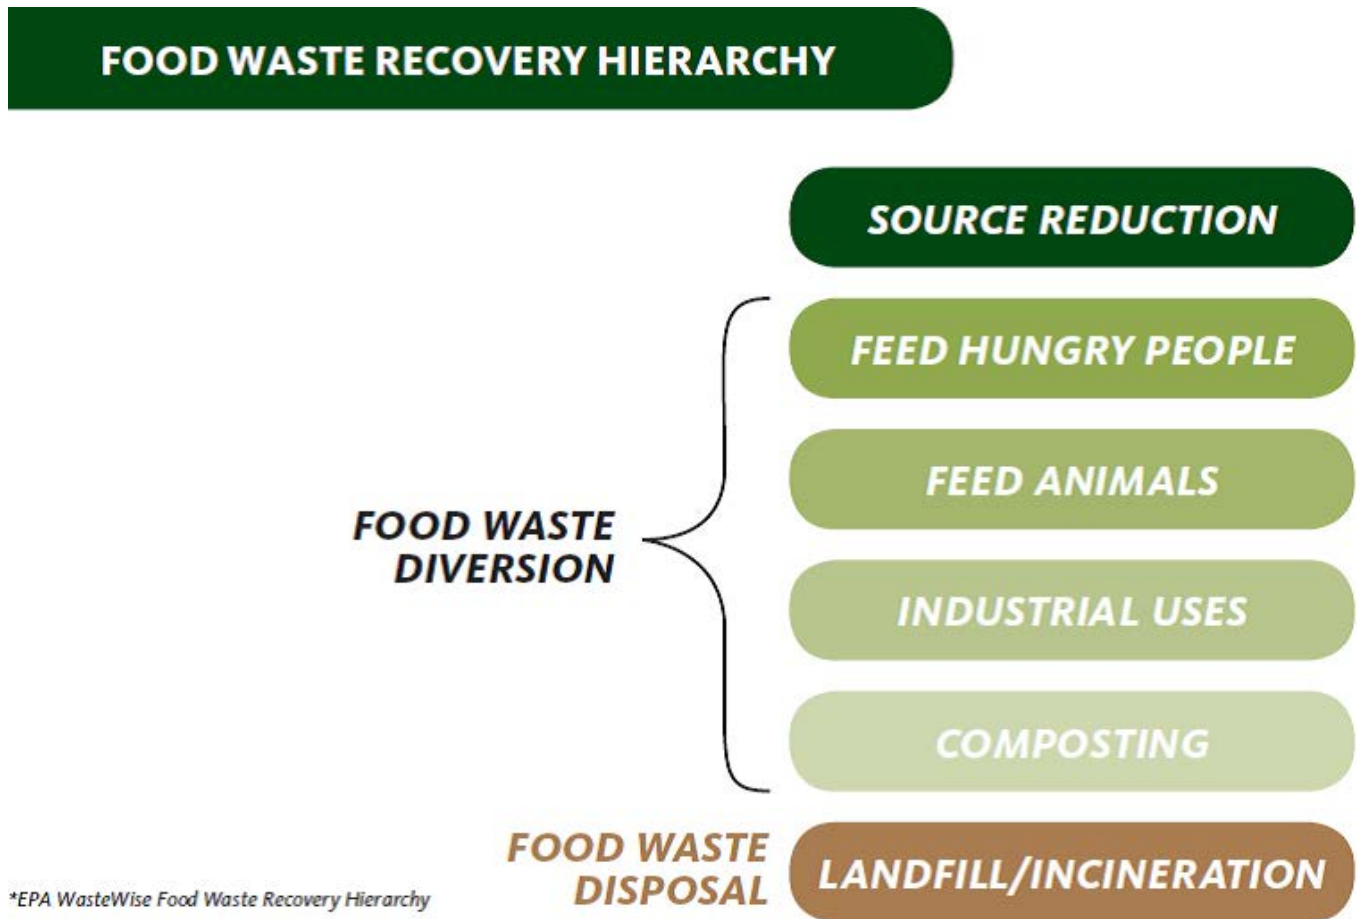 FOOD WASTE RECOVERY HIERARCHY
SOURCE REDUCTION
FEED HUNGRY PEOPLE
FEED ANIMALS
FOOD WASTE
DIVERSION
INDUSTRIAL USES
COMPOSTING
FOOD WASTE
DISPOSAL
LANDFILL/INCINERATION
*EPA WasteWise Food Waste Recovery Hierarchy